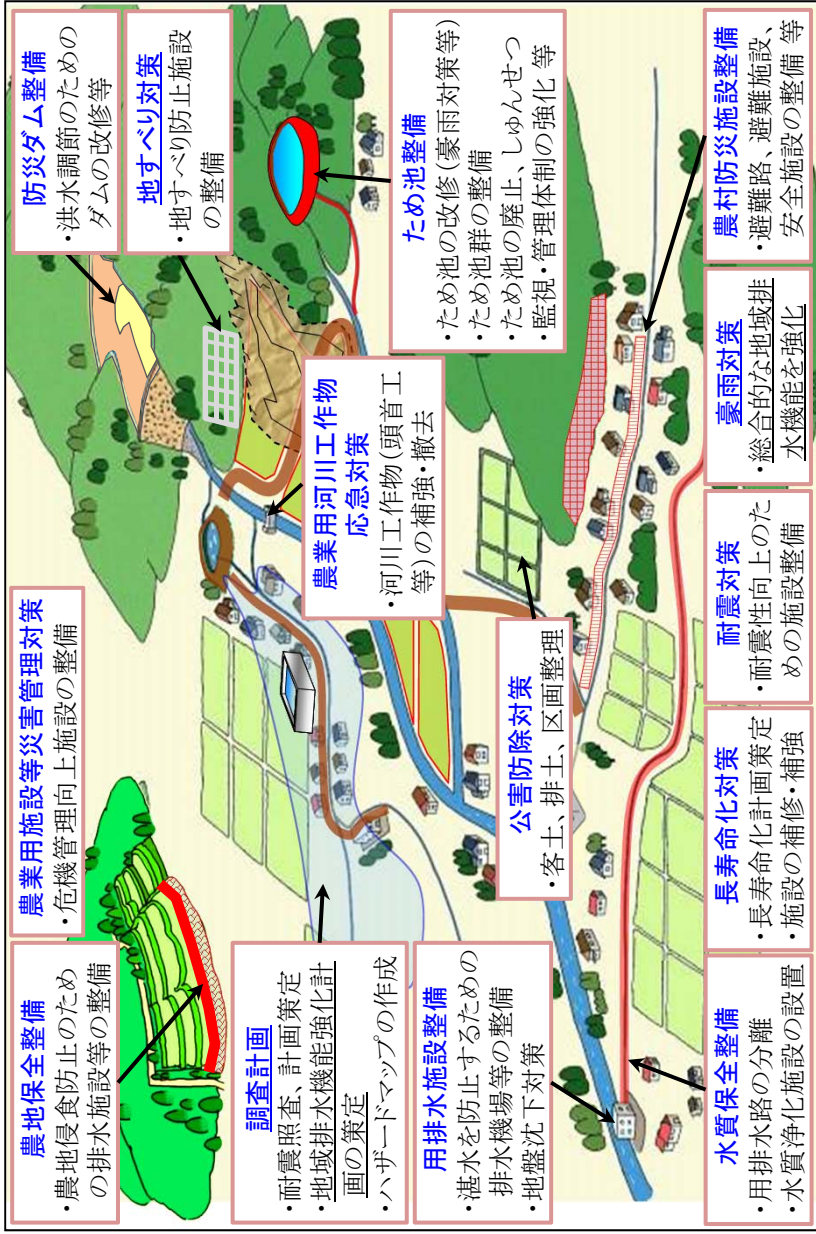 農地保全整備
・農地侵食防止のため
の排水施設等の整備
農業用施設等災害管理対策
・危機管理向上施設の整備
防災ダム整備
・洪水調節のための
ダムの改修等
地すべり対策
・地すべり防止施設
の整備
調査計画
・耐震照査、計画策定
・地域排水機能強化計
画の策定
・ハザードマップの作成
農業用河川工作物
応急対策
・河川工作物(頭首工
等)の補強・撤去
ため池整備
・ため池の改修(豪雨対策等)
・ため池群の整備
・ため池の廃止、しゅんせつ
・監視・管理体制の強化 等
用排水施設整備
・湛水を防止するための
排水機場等の整備
・地盤沈下対策
公害防除対策
・客土、排土、区画整理
水質保全整備
・用排水路の分離
・水質浄化施設の設置
長寿命化対策
・長寿命化計画策定
・施設の補修・補強
耐震対策
・耐震性向上のた
めの施設整備
豪雨対策
・総合的な地域排
水機能を強化
農村防災施設整備
・避難路、避難施設、
安全施設の整備 等